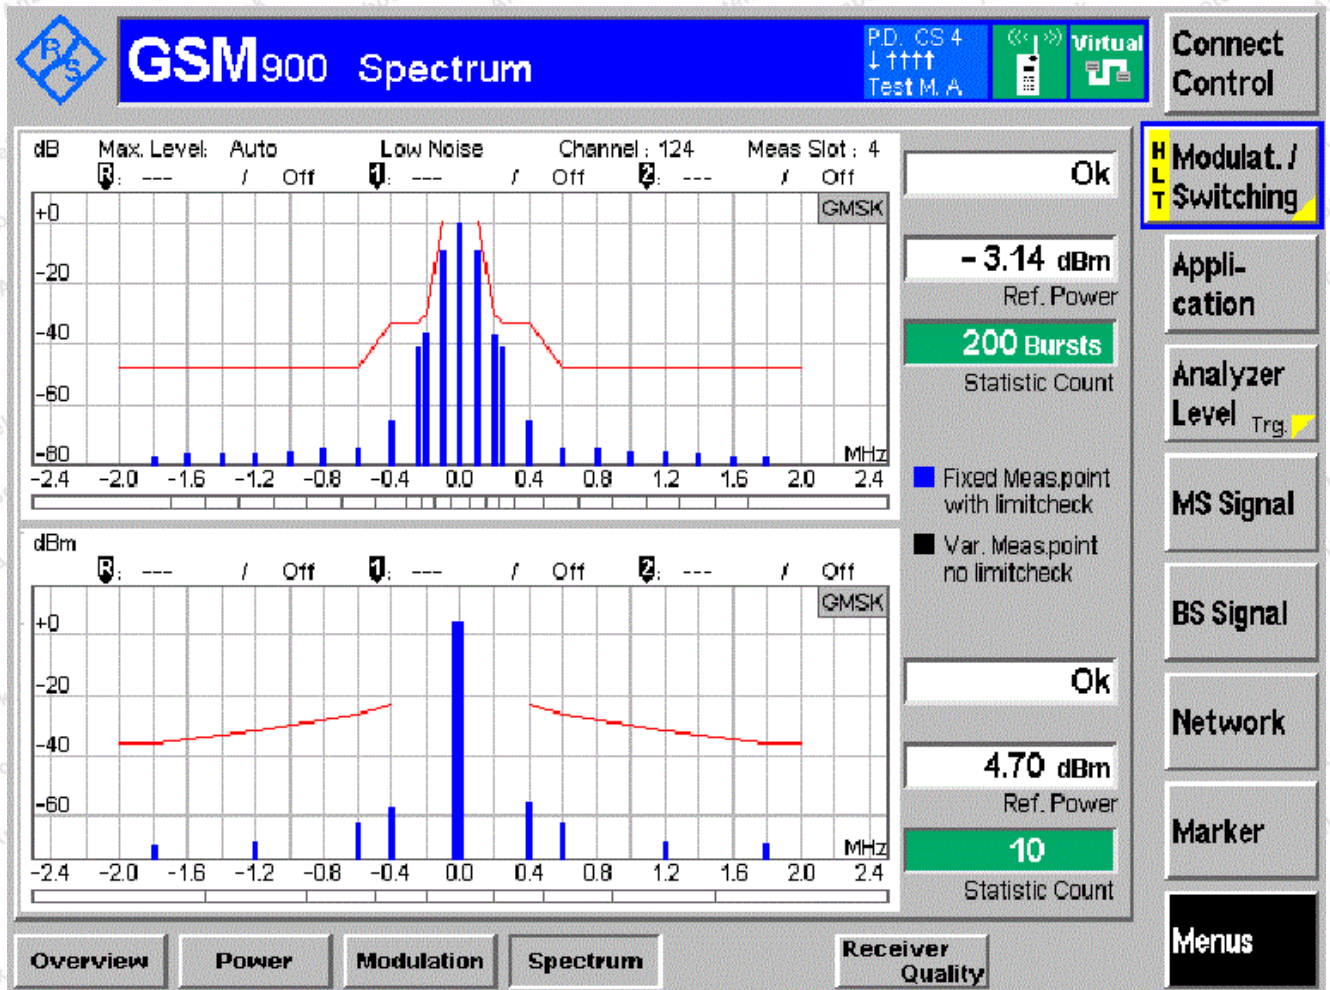 R S
GSM900 Spectrum
P.D. CS 4
↓↑↑↑↑
Test M. A
Virtual
Connect
Control
dB Max. Level: Auto Low Noise Channel : 124 Meas Slot : 4
R : --- / Off 1 : --- / Off 2 : --- / Off
GMSK
+0
-20
-40
-60
-80
MHz
-2.4 -2.0 -1.6 -1.2 -0.8 -0.4 0.0 0.4 0.8 1.2 1.6 2.0 2.4
Ok
- 3.14 dBm
Ref. Power
200 Bursts
Statistic Count
Fixed Meas.point
with limitcheck
Var. Meas.point
no limitcheck
dBm
R : --- / Off 1 : --- / Off 2 : --- / Off
GMSK
+0
-20
-40
-60
MHz
-2.4 -2.0 -1.6 -1.2 -0.8 -0.4 0.0 0.4 0.8 1.2 1.6 2.0 2.4
Ok
4.70 dBm
Ref. Power
10
Statistic Count
HLT
Modulat. /
Switching
Appli-
cation
Analyzer
Level Trg.
MS Signal
BS Signal
Network
Marker
Menus
Overview Power Modulation Spectrum
Receiver
Quality